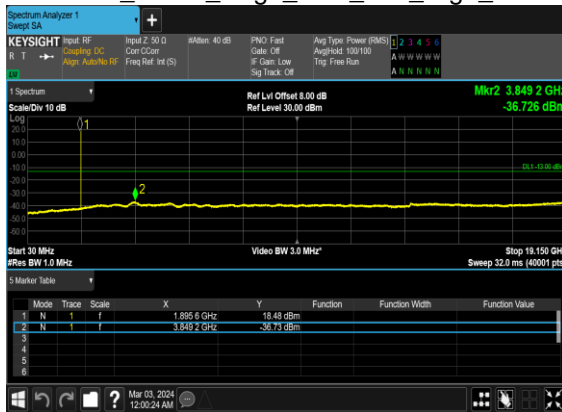 Spectrum Analyzer 1
Swept SA
+
KEYSIGHT Input: RF Input Z: 50 Ω #Atten: 40 dB PNO: Fast Avg Type: Power (RMS) 1 2 3 4 5 6
R T Coupling: DC Corr CCorr Gate: Off Avg|Hold: 100/100 A W W W W W
Align: Auto/No RF Freq Ref: Int (S) IF Gain: Low Trig: Free Run
Sig Track: Off A N N N N N
1 Spectrum Ref Lvl Offset 8.00 dB Mkr2 3.849 2 GHz
Scale/Div 10 dB Ref Level 30.00 dBm -36.726 dBm
Log
20.0
10.0
0.00
-10.0
-20.0
-30.0
-40.0
-50.0
-60.0
1
2
DL1 -13.00 dBm
Start 30 MHz Video BW 3.0 MHz* Stop 19.150 GHz
#Res BW 1.0 MHz Sweep 32.0 ms (40001 pts)
5 Marker Table
Mode Trace Scale X Y Function Function Width Function Value
1 N 1 f 1.895 6 GHz 18.48 dBm
2 N 1 f 3.849 2 GHz -36.73 dBm
3
4
5
6
? Mar 03, 2024
12:00:24 AM